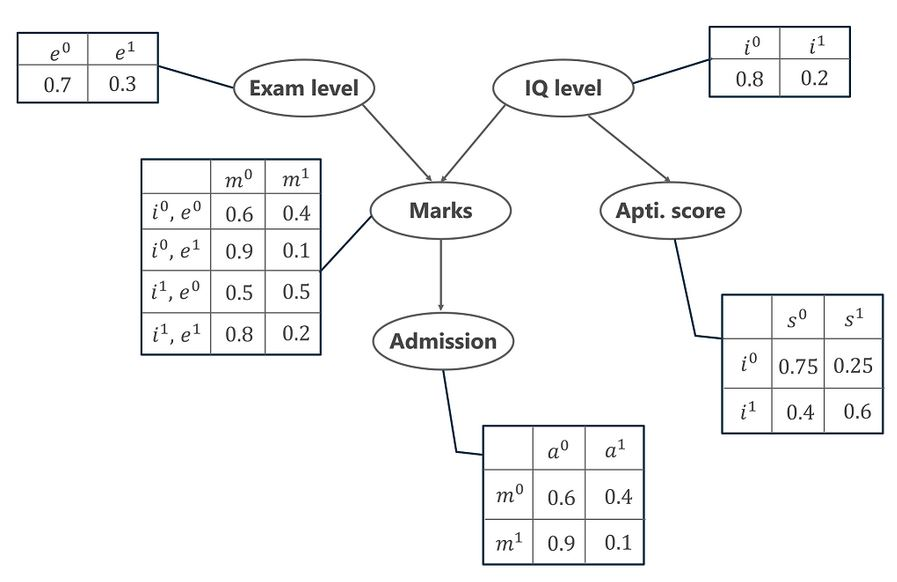 e⁰ e¹
0.7 0.3
Exam level
IQ level
i⁰ i¹
0.8 0.2
m⁰ m¹
i⁰, e⁰ 0.6 0.4
i⁰, e¹ 0.9 0.1
i¹, e⁰ 0.5 0.5
i¹, e¹ 0.8 0.2
Marks
Apti. score
Admission
s⁰ s¹
i⁰ 0.75 0.25
i¹ 0.4 0.6
a⁰ a¹
m⁰ 0.6 0.4
m¹ 0.9 0.1